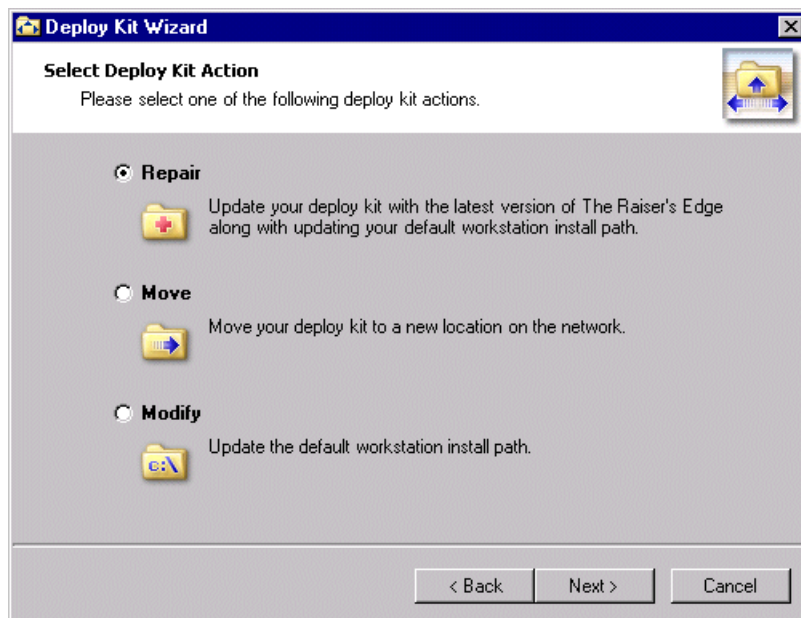 Deploy Kit Wizard
Select Deploy Kit Action
Please select one of the following deploy kit actions.
Repair
Update your deploy kit with the latest version of The Raiser's Edge
along with updating your default workstation install path.
Move
Move your deploy kit to a new location on the network.
Modify
c:\
Update the default workstation install path.
< Back
Next >
Cancel